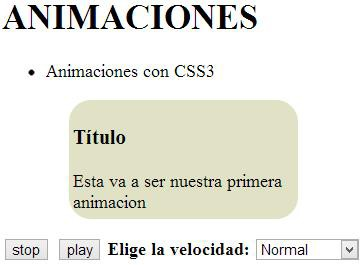 ANIMACIONES
Animaciones con CSS3
Título
Esta va a ser nuestra primera
animacion
stop play Elige la velocidad: Normal